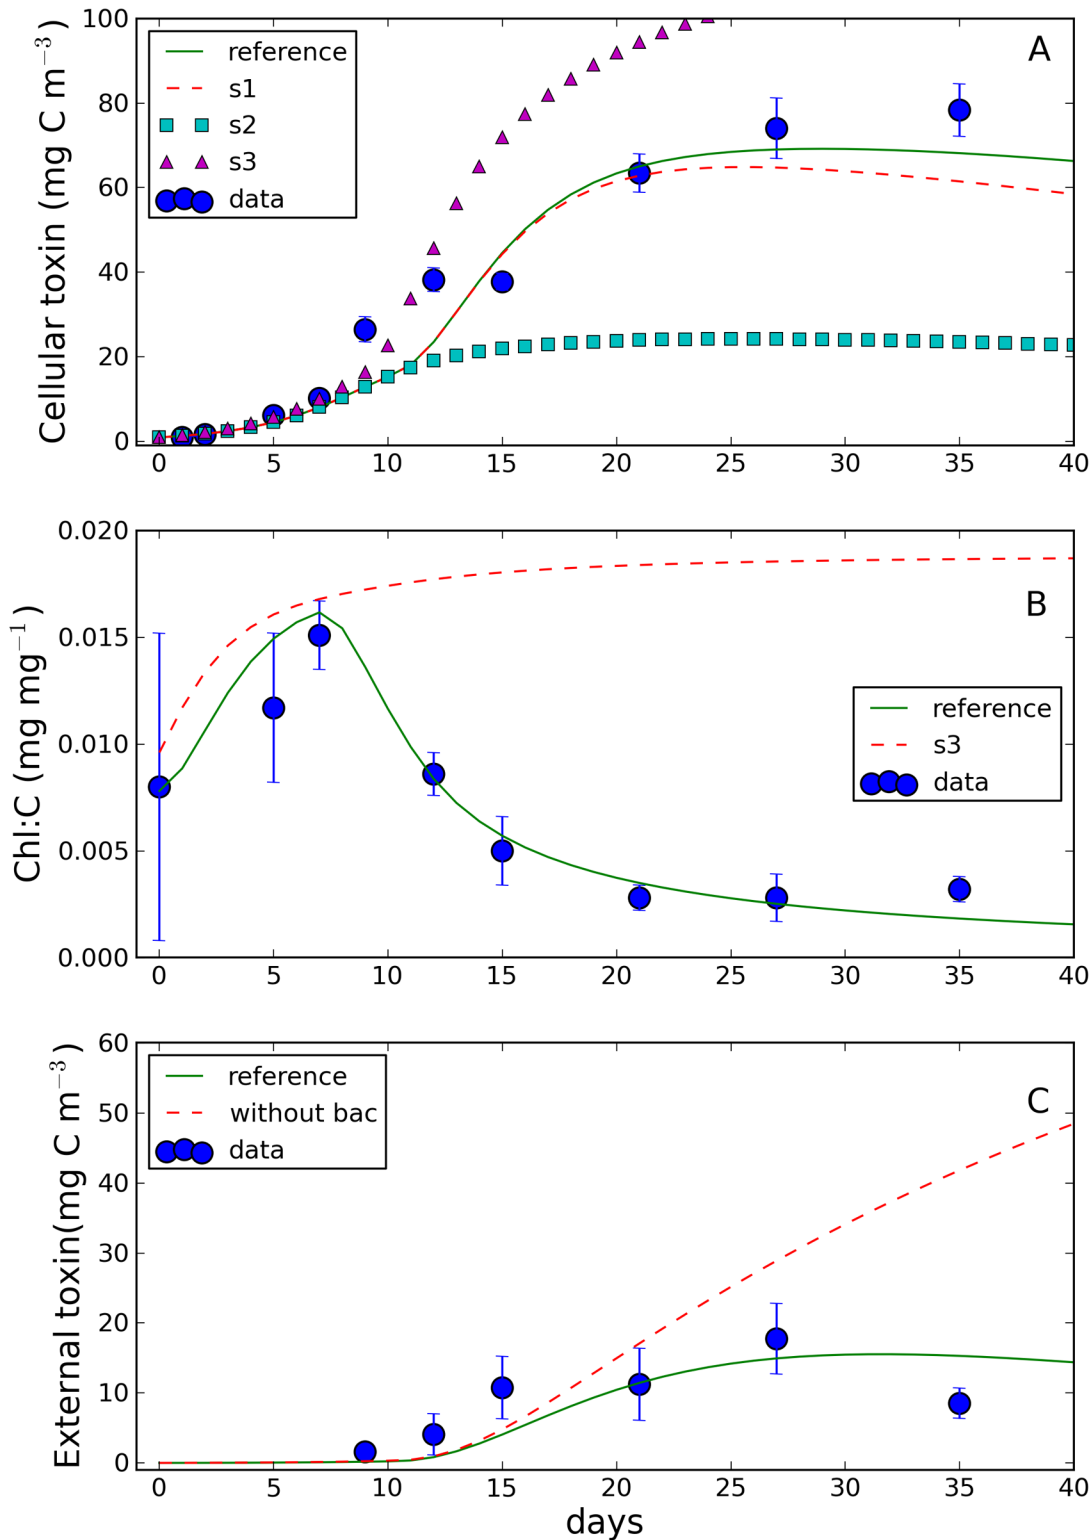 Cellular toxin (mg C m⁻³)
100
80
60
40
20
0
reference
s1
s2
s3
data
A
0 5 10 15 20 25 30 35 40
Chl:C (mg mg⁻¹)
0.020
0.015
0.010
0.005
0.000
B
reference
s3
data
0 5 10 15 20 25 30 35 40
External toxin(mg C m⁻³)
60
50
40
30
20
10
0
reference
without bac
data
C
0 5 10 15 20 25 30 35 40
days